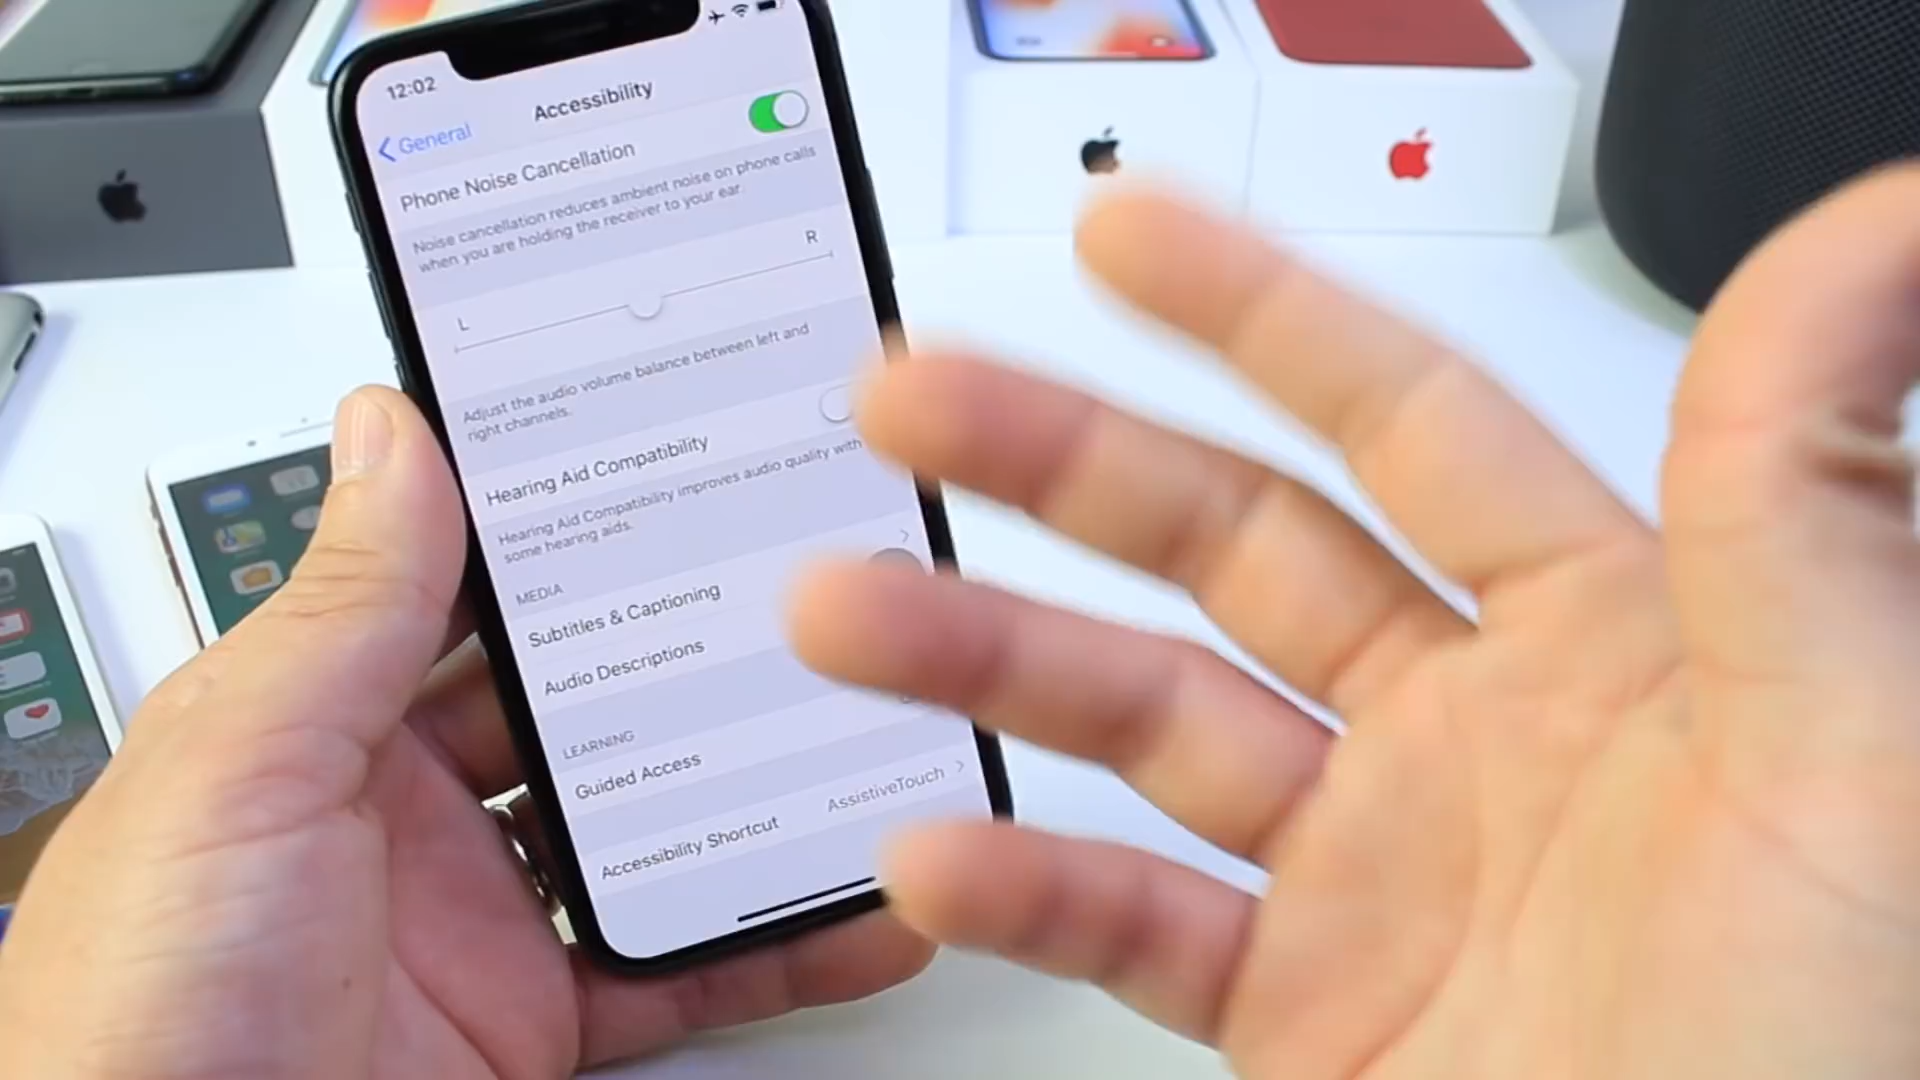 12:02
General
Accessibility
Phone Noise Cancellation
Noise cancellation reduces ambient noise on phone calls
when you are holding the receiver to your ear.
L
R
Adjust the audio volume balance between left and
right channels.
Hearing Aid Compatibility
Hearing Aid Compatibility improves audio quality with
some hearing aids.
MEDIA
Subtitles & Captioning
Audio Descriptions
LEARNING
Guided Access
Accessibility Shortcut AssistiveTouch